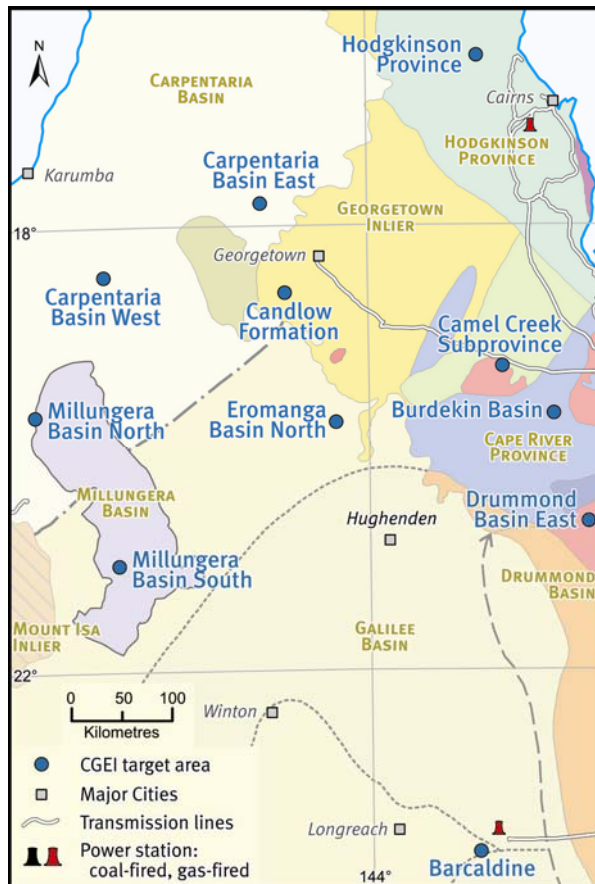 N
Hodgkinson
Province
CARPENTARIA
BASIN
Cairns
HODGKINSON
PROVINCE
Karumba
Carpentaria
Basin East
GEORGETOWN
INLIER
18°
Georgetown
Carpentaria
Basin West
Candlow
Formation
Camel Creek
Subprovince
Millungera
Basin North
Eromanga
Basin North
Burdekin Basin
CAPE RIVER
PROVINCE
MILLUNGERA
BASIN
Drummond
Basin East
Hughenden
Millungera
Basin South
DRUMMOND
BASIN
MOUNT ISA
INLIER
GALILEE
BASIN
22°
0 50 100
Kilometres
Winton
CGEI target area
Major Cities
Transmission lines
Power station:
coal-fired, gas-fired
Longreach
144°
Barcaldine